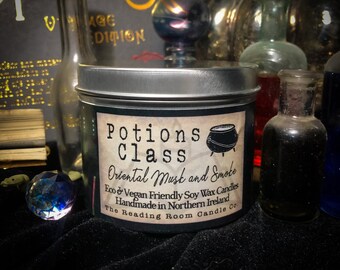 EDITION
Potions
Class
Oriental Musk and Smoke
Eco & Vegan Friendly Soy Wax Candles
Handmade in Northern Ireland
The Reading Room Candle Co